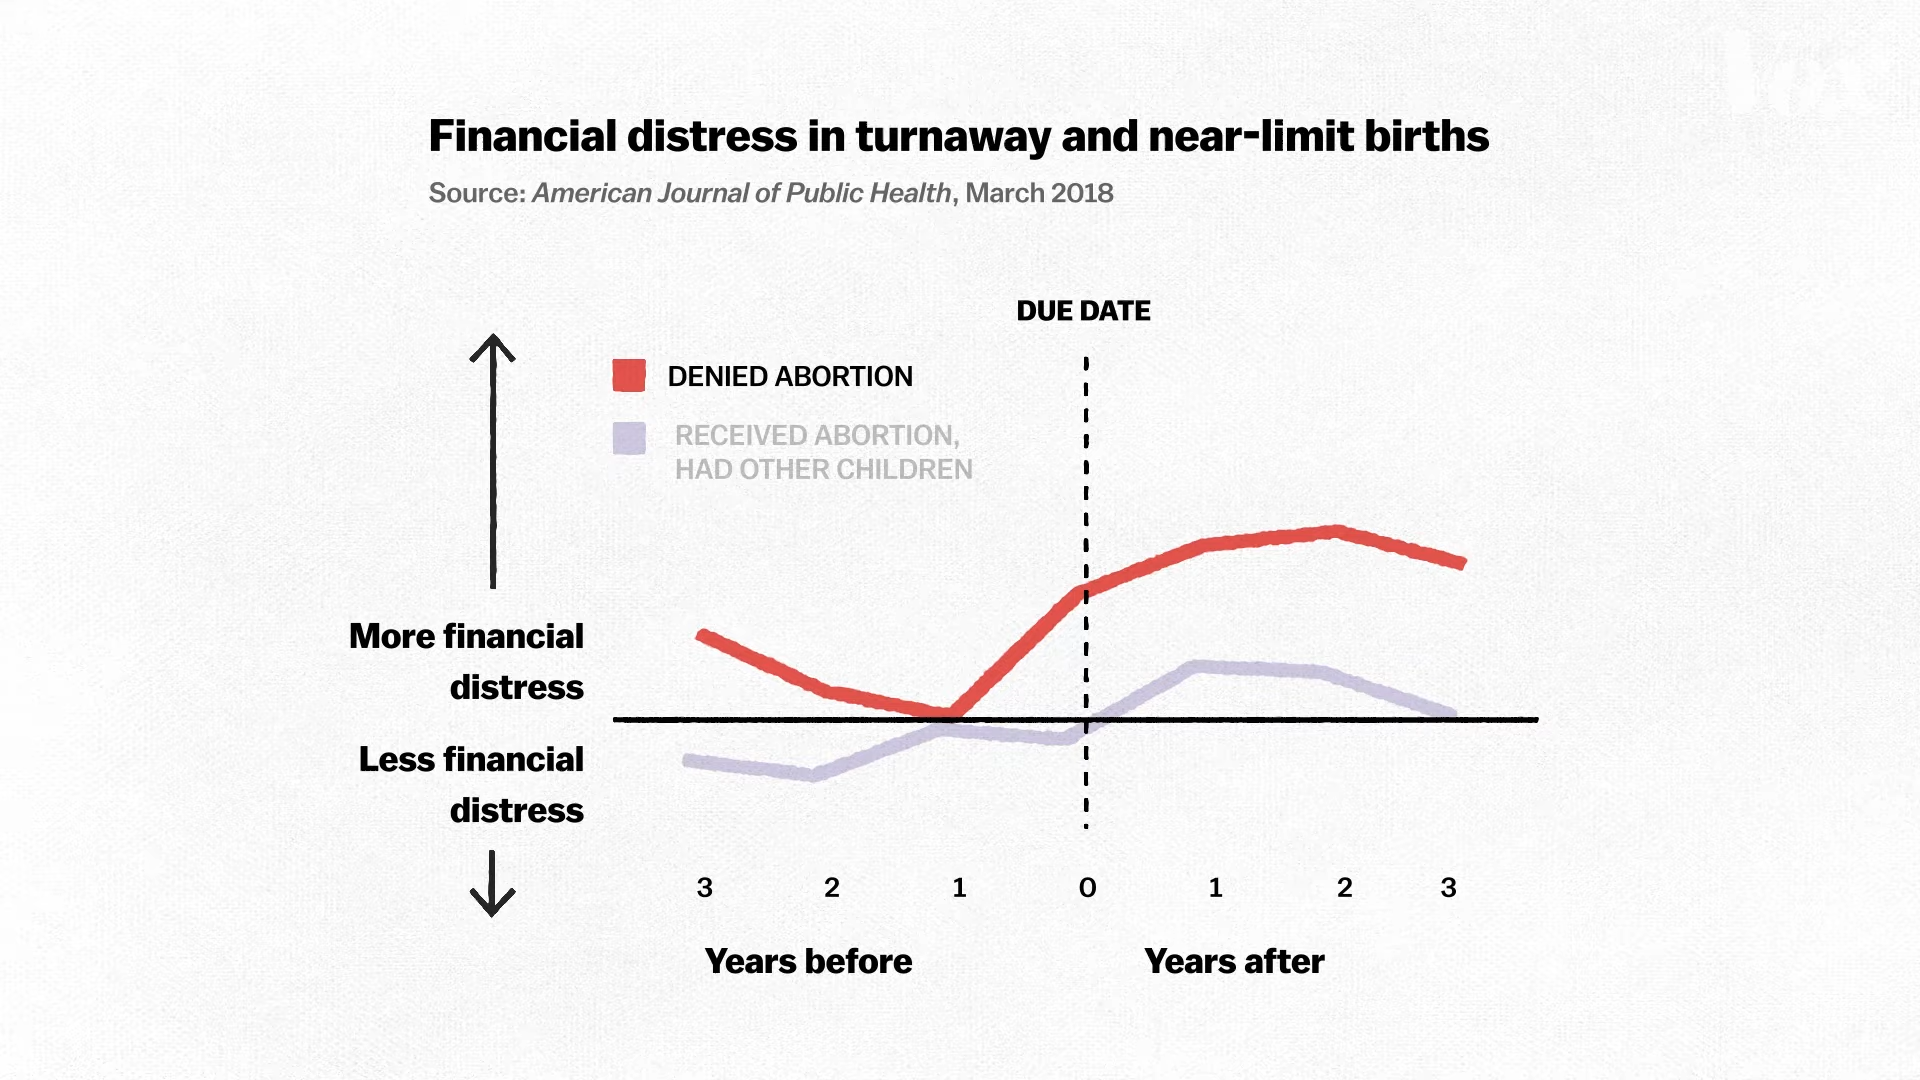 Financial distress in turnaway and near-limit births
Source: American Journal of Public Health, March 2018
DUE DATE
DENIED ABORTION
RECEIVED ABORTION,
HAD OTHER CHILDREN
More financial
distress
Less financial
distress
3 2 1 0 1 2 3
Years before Years after